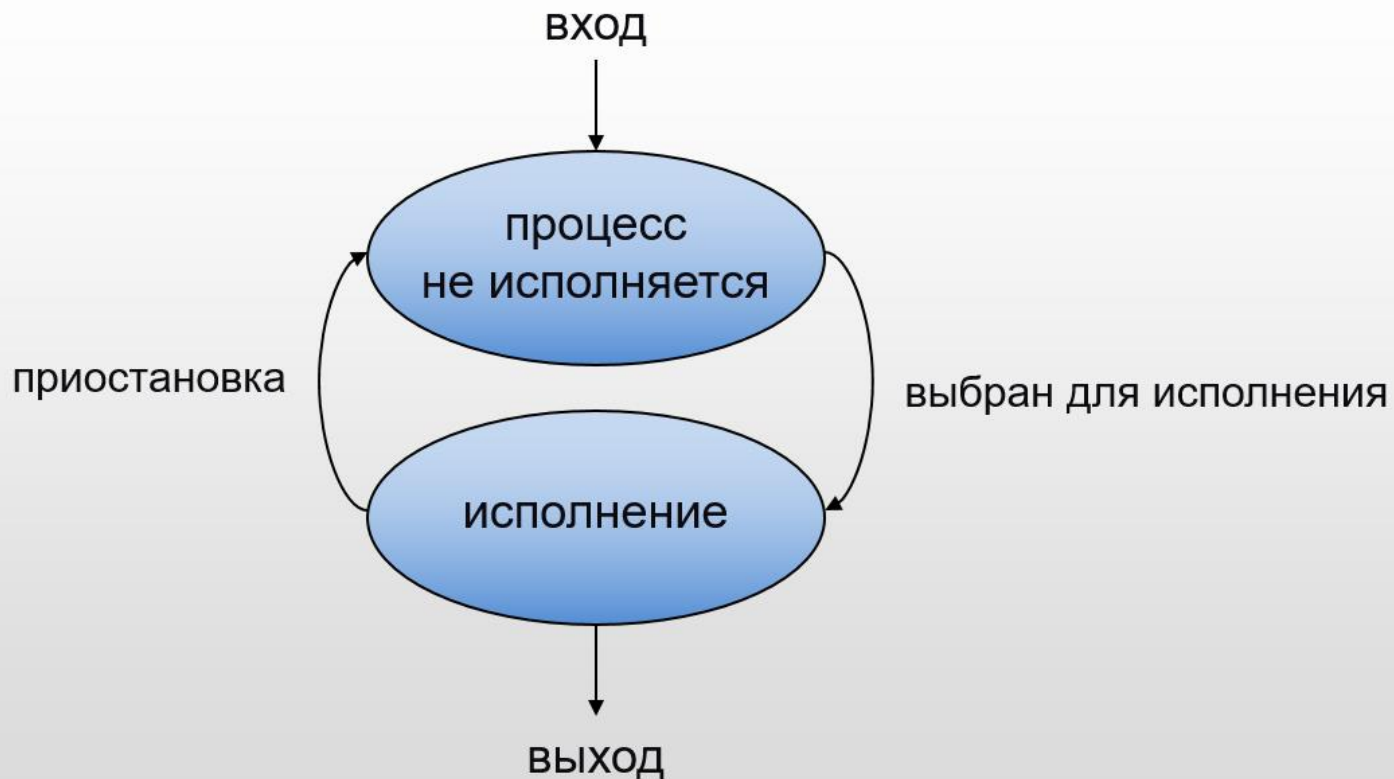 вход
процесс
не исполняется
приостановка
выбран для исполнения
исполнение
выход